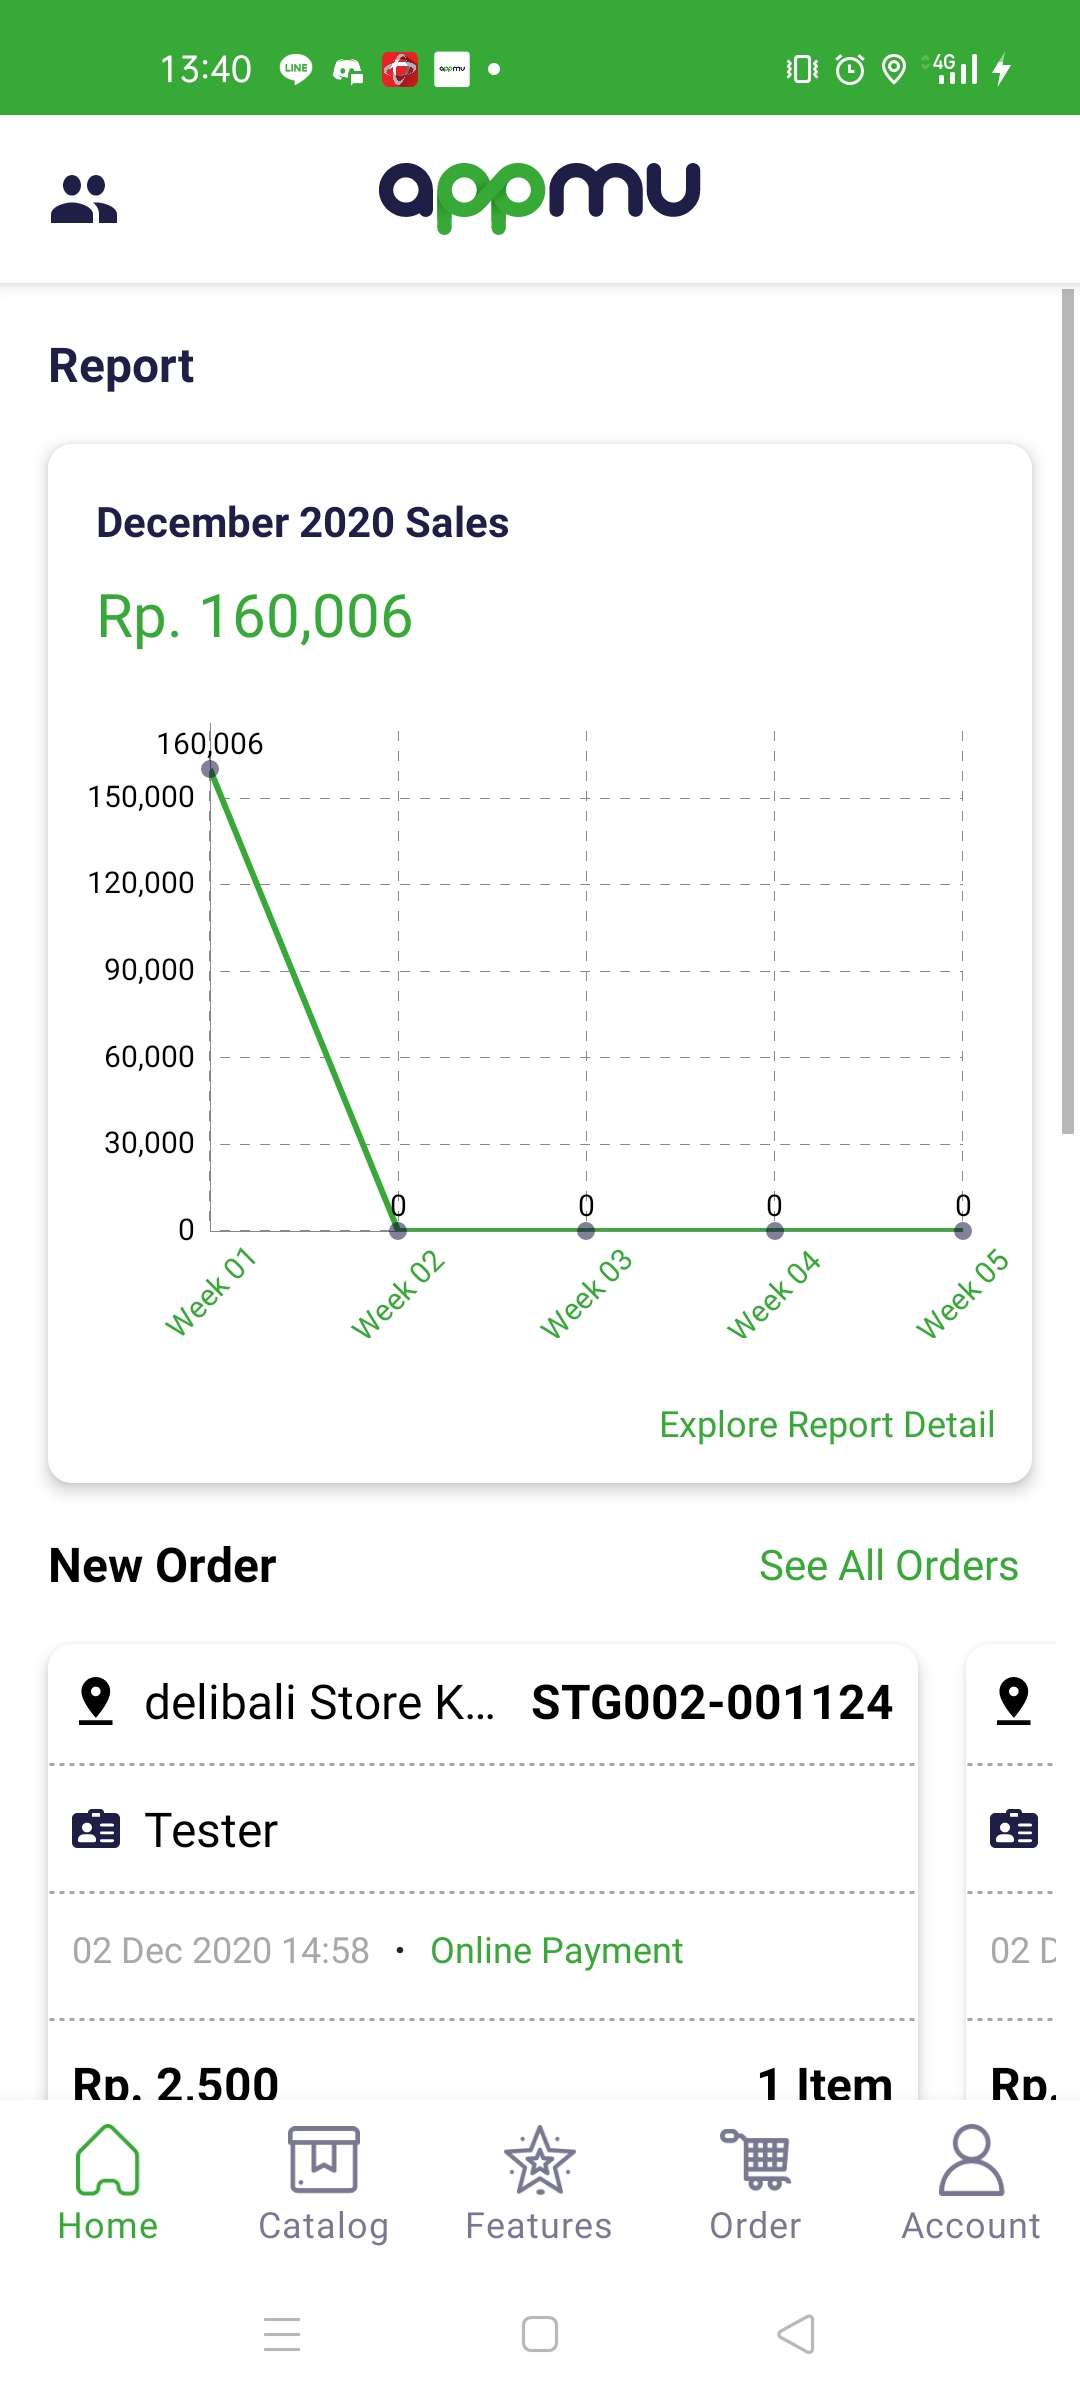 13:40 LINE appmu 4G
appmu
Report
December 2020 Sales
Rp. 160,006
160,006
150,000
120,000
90,000
60,000
30,000
0 0 0 0
0
Week 01 Week 02 Week 03 Week 04 Week 05
Explore Report Detail
New Order See All Orders
delibali Store K... STG002-001124
Tester
02 Dec 2020 14:58 • Online Payment 02 D
Rp. 2,500 1 Item Rp.
Home Catalog Features Order Account